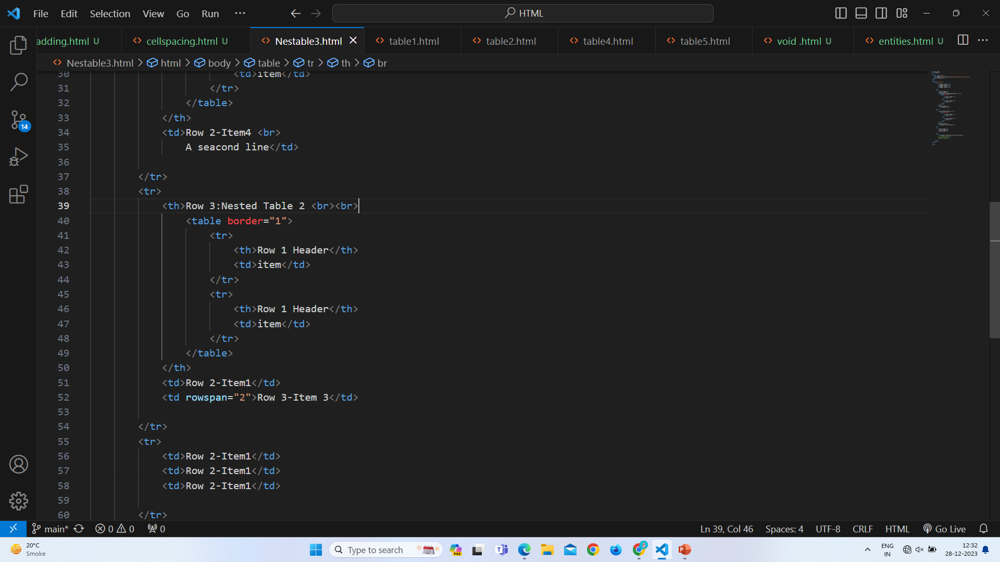 File Edit Selection View Go Run ··· HTML
adding.html U cellspacing.html U Nestable3.html table1.html table2.html table4.html table5.html void .html U entities.html U
Nestable3.html > html > body > table > tr > th > br
30 <td>item</td>
31 </tr>
32 </table>
33 </th>
34 <td>Row 2-Item4 <br>
35 A seacond line</td>
36
37 </tr>
38 <tr>
39 <th>Row 3:Nested Table 2 <br><br>
40 <table border="1">
41 <tr>
42 <th>Row 1 Header</th>
43 <td>item</td>
44 </tr>
45 <tr>
46 <th>Row 1 Header</th>
47 <td>item</td>
48 </tr>
49 </table>
50 </th>
51 <td>Row 2-Item1</td>
52 <td rowspan="2">Row 3-Item 3</td>
53
54 </tr>
55 <tr>
56 <td>Row 2-Item1</td>
57 <td>Row 2-Item1</td>
58 <td>Row 2-Item1</td>
59
60 </tr>
14
main* 0 0 0 Ln 39, Col 46 Spaces: 4 UTF-8 CRLF HTML Go Live
20°C
Smoke
Type to search
PRE
ENG
IN
12:32
28-12-2023